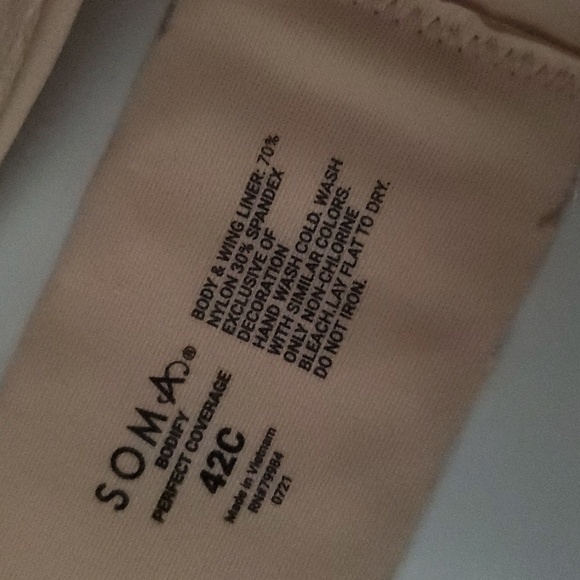 SOMA®
BODIFY
PERFECT COVERAGE
42C
Made in Vietnam
RN#79984
0721
BODY & WING LINER: 70%
NYLON 30% SPANDEX
EXCLUSIVE OF
DECORATION
HAND WASH COLD. WASH
WITH SIMILAR COLORS.
ONLY NON-CHLORINE
BLEACH.LAY FLAT TO DRY.
DO NOT IRON.